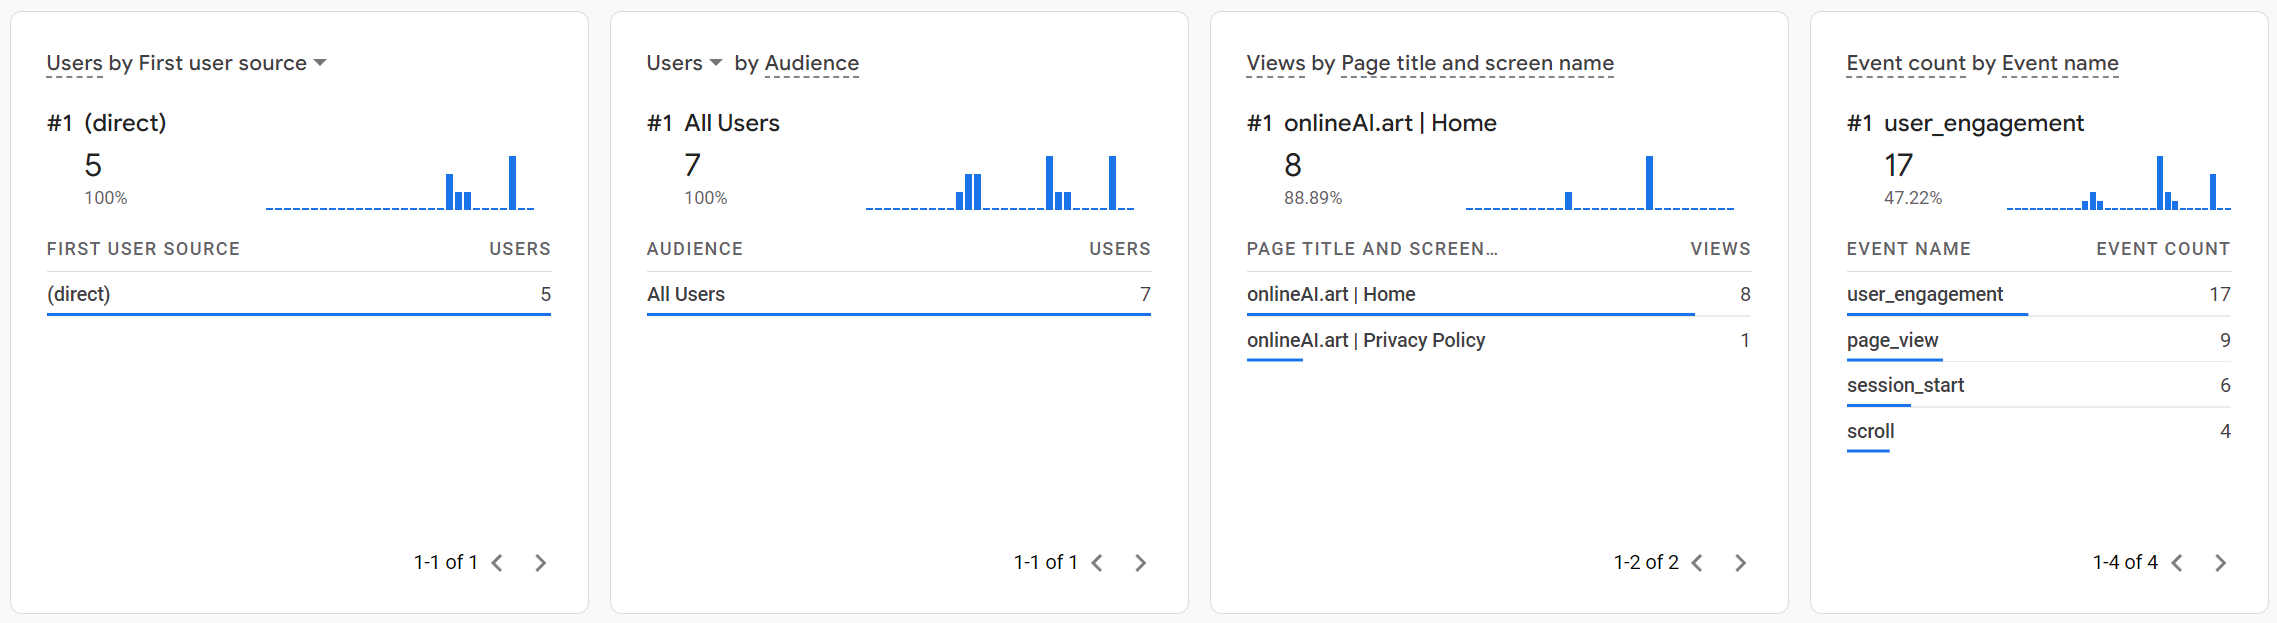 Users by First user source
#1 (direct)
5
100%
FIRST USER SOURCE USERS
(direct) 5
1-1 of 1
Users by Audience
#1 All Users
7
100%
AUDIENCE USERS
All Users 7
1-1 of 1
Views by Page title and screen name
#1 onlineAI.art | Home
8
88.89%
PAGE TITLE AND SCREEN… VIEWS
onlineAI.art | Home 8
onlineAI.art | Privacy Policy 1
1-2 of 2
Event count by Event name
#1 user_engagement
17
47.22%
EVENT NAME EVENT COUNT
user_engagement 17
page_view 9
session_start 6
scroll 4
1-4 of 4